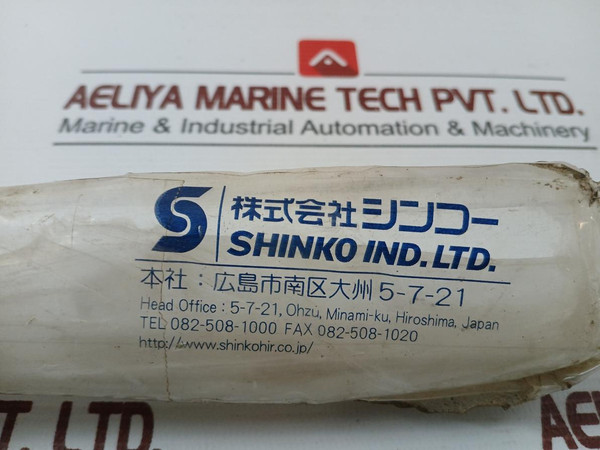 AELIYA MARINE TECH PVT. LTD.
Marine & Industrial Automation & Machinery
株式会社シンコー
SHINKO IND. LTD.
本社：広島市南区大州5-7-21
Head Office : 5-7-21, Ohzu, Minami-ku, Hiroshima, Japan
TEL 082-508-1000 FAX 082-508-1020
http://www.shinkohir.co.jp/
VT. LTD.
AE